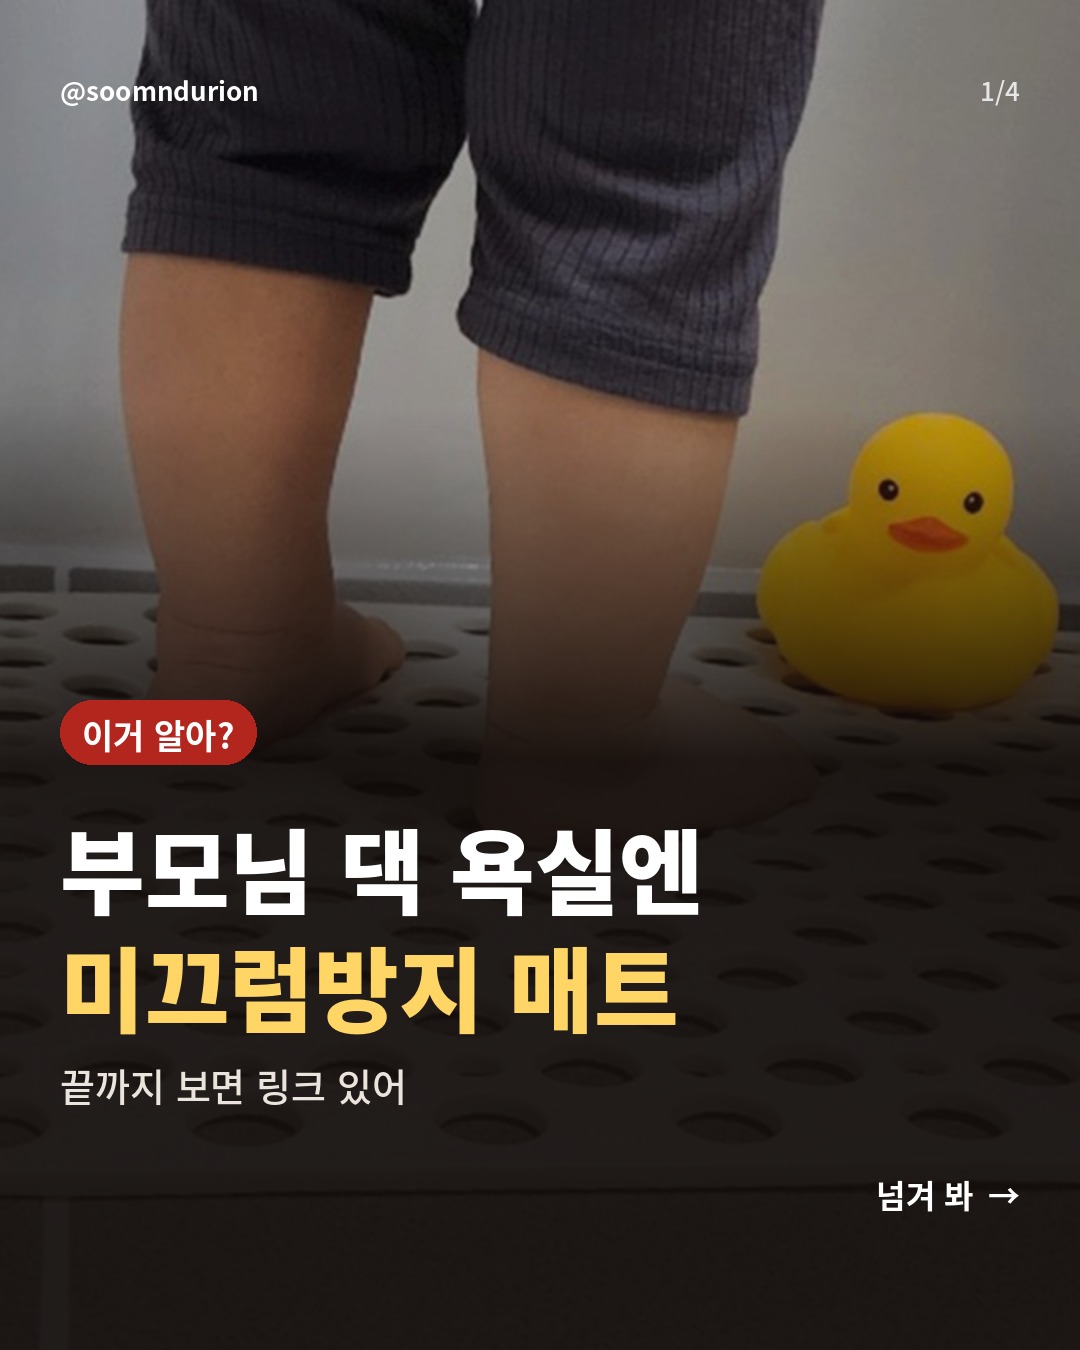 @soomndurion
1/4
이거 알아?
부모님 댁 욕실엔
미끄럼방지 매트
끝까지 보면 링크 있어
넘겨 봐 →